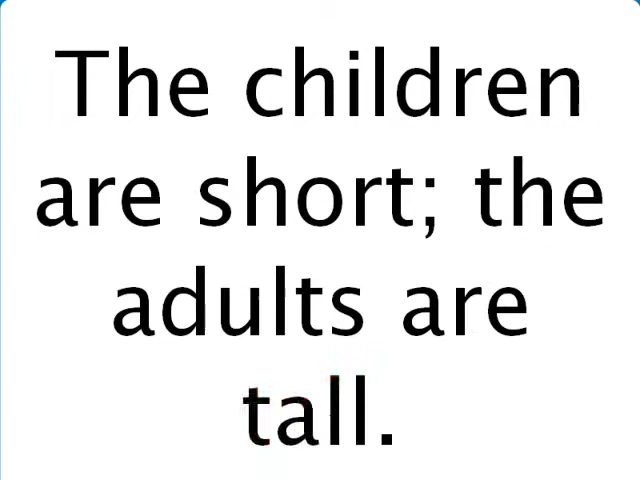 The children
are short; the
adults are
tall.